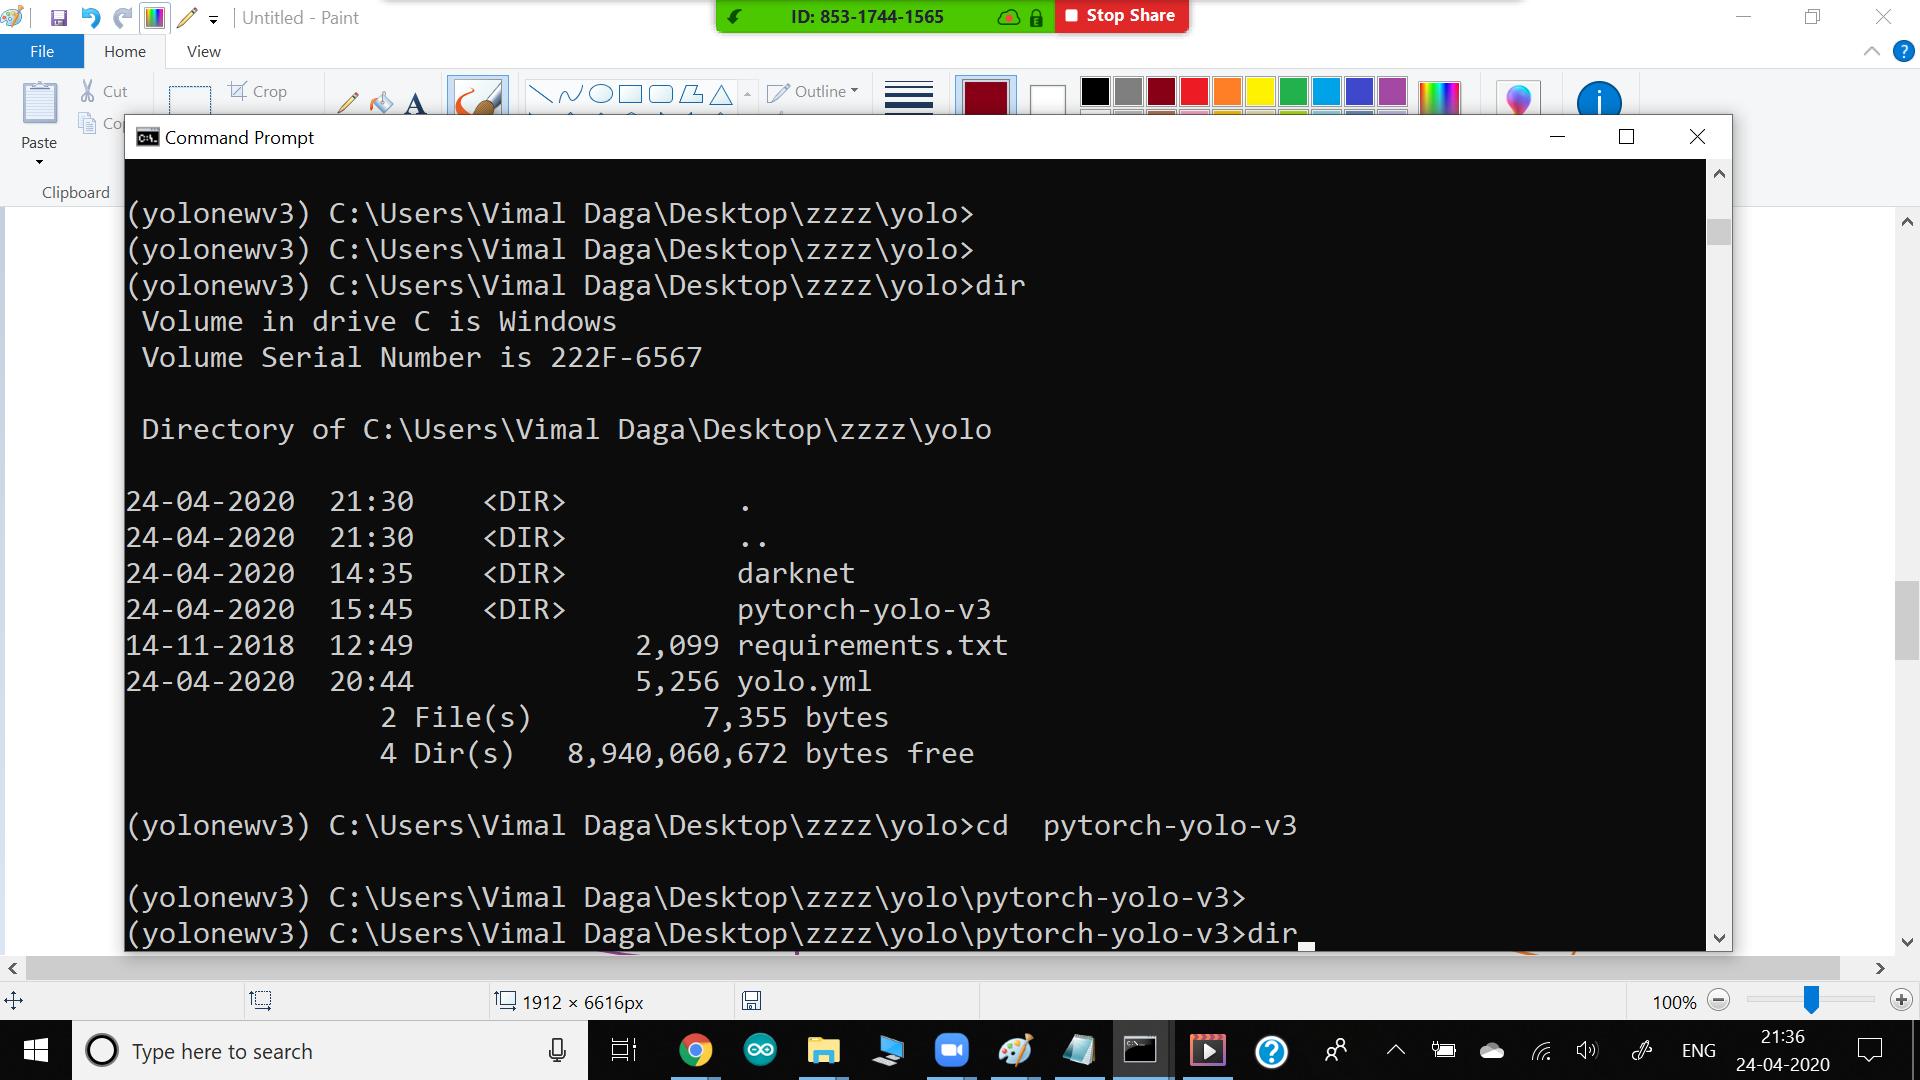 Untitled - Paint
ID: 853-1744-1565
Stop Share
File
Home
View
Cut
Crop
Outline
Paste
Clipboard
Command Prompt
(yolonewv3) C:\Users\Vimal Daga\Desktop\zzzz\yolo>
(yolonewv3) C:\Users\Vimal Daga\Desktop\zzzz\yolo>
(yolonewv3) C:\Users\Vimal Daga\Desktop\zzzz\yolo>dir
Volume in drive C is Windows
Volume Serial Number is 222F-6567
Directory of C:\Users\Vimal Daga\Desktop\zzzz\yolo
24-04-2020  21:30    <DIR>          .
24-04-2020  21:30    <DIR>          ..
24-04-2020  14:35    <DIR>          darknet
24-04-2020  15:45    <DIR>          pytorch-yolo-v3
14-11-2018  12:49             2,099 requirements.txt
24-04-2020  20:44             5,256 yolo.yml
2 File(s)          7,355 bytes
4 Dir(s)   8,940,060,672 bytes free
(yolonewv3) C:\Users\Vimal Daga\Desktop\zzzz\yolo>cd  pytorch-yolo-v3
(yolonewv3) C:\Users\Vimal Daga\Desktop\zzzz\yolo\pytorch-yolo-v3>
(yolonewv3) C:\Users\Vimal Daga\Desktop\zzzz\yolo\pytorch-yolo-v3>dir
1912 × 6616px
100%
Type here to search
ENG
21:36
24-04-2020